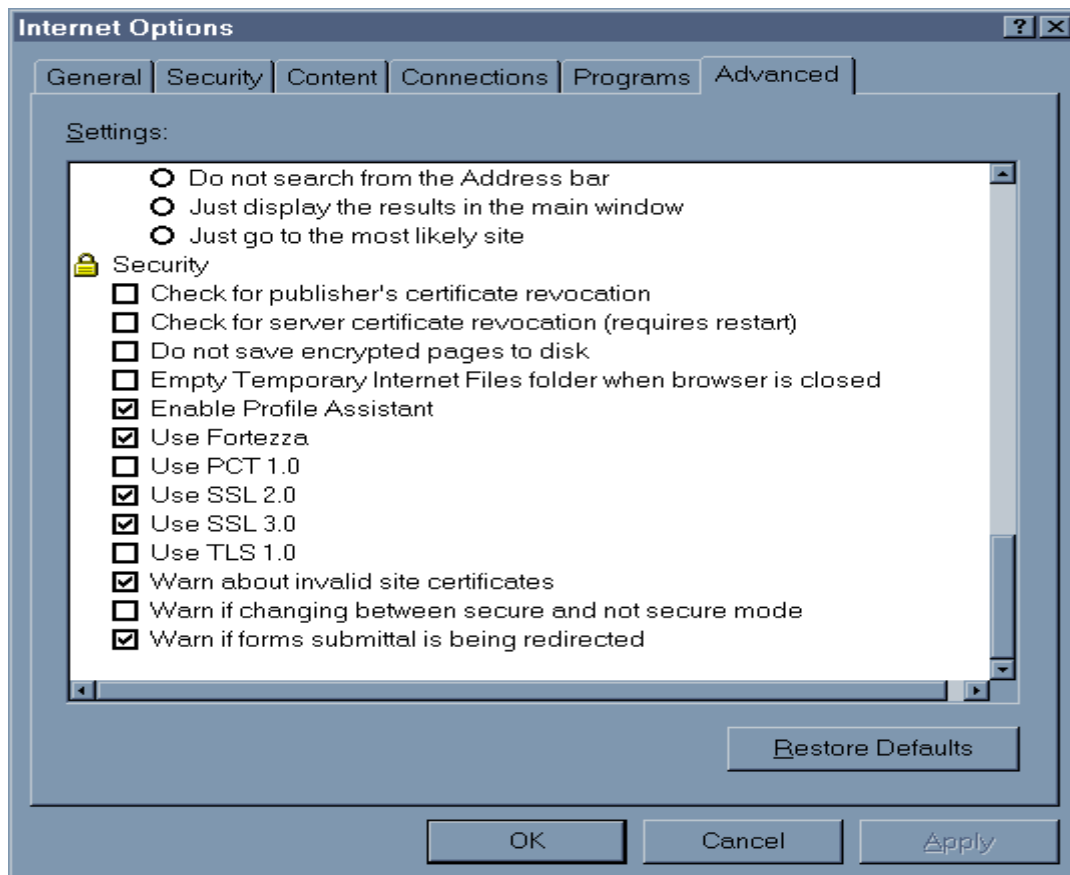 Internet Options
General Security Content Connections Programs Advanced
Settings:
Do not search from the Address bar
Just display the results in the main window
Just go to the most likely site
Security
Check for publisher's certificate revocation
Check for server certificate revocation (requires restart)
Do not save encrypted pages to disk
Empty Temporary Internet Files folder when browser is closed
Enable Profile Assistant
Use Fortezza
Use PCT 1.0
Use SSL 2.0
Use SSL 3.0
Use TLS 1.0
Warn about invalid site certificates
Warn if changing between secure and not secure mode
Warn if forms submittal is being redirected
Restore Defaults
OK Cancel Apply